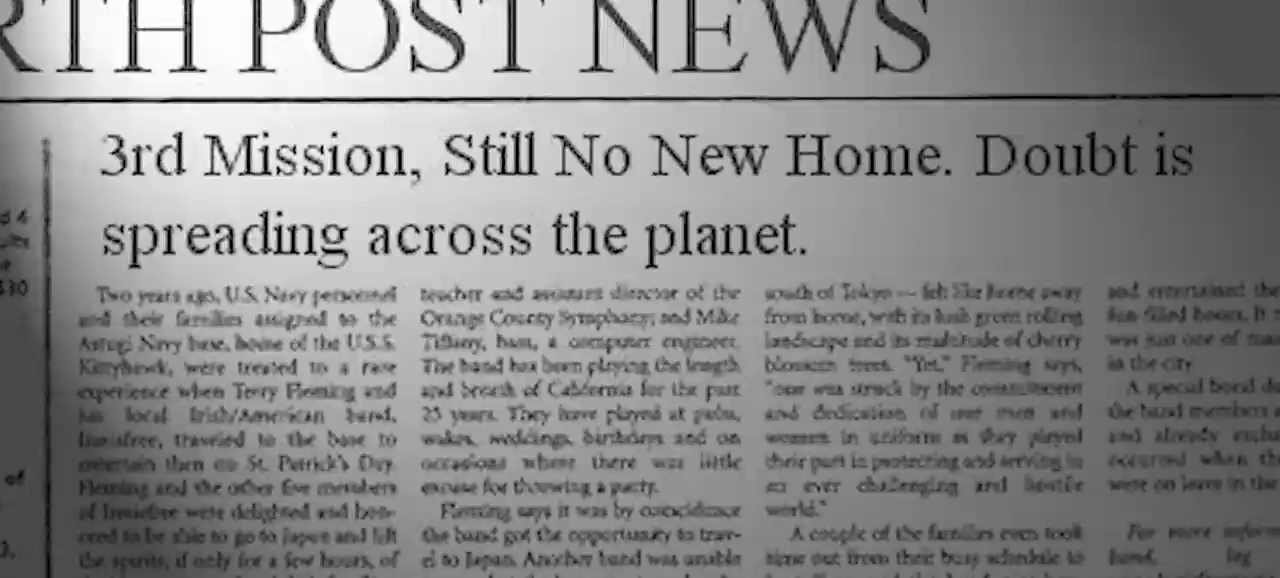 RTH POST NEWS
3rd Mission, Still No New Home. Doubt is
spreading across the planet.
d 4
$30
of
Two years ago, U.S. Navy personnel
and their families assigned to the
Atsugi Navy base, home of the U.S.S.
Kittyhawk, were treated to a rare
experience when Terry Fleming and
his local Irish/American band,
Innisfree, traveled to the base to
entertain them on St. Patrick's Day.
Fleming and the other five members
of Innisfree were delighted and hon-
ored to be able to go to Japan and lift
the spirits, if only for a few hours, of
teacher and assistant director of the
Orange County Symphony; and Mike
Tiffany, bass, a computer engineer.
The band has been playing the length
and breath of California for the past
25 years. They have played at pubs,
wakes, weddings, birthdays and on
occasions where there was little
excuse for throwing a party.
Fleming says it was by coincidence
the band got the opportunity to trav-
el to Japan. Another band was unable
south of Tokyo — felt like home away
from home, with its lush green rolling
landscape and its multitude of cherry
blossom trees. "Yet," Fleming says,
"one was struck by the commitment
and dedication of our men and
women in uniform as they played
their part in protecting and serving in
an ever challenging and hostile
world."
A couple of the families even took
time out from their busy schedule to
and entertained the
fun filled hours. It
was just one of
in the city.
A special bond
the band members
and already
occurred when the
were on leave in the
For more
band,